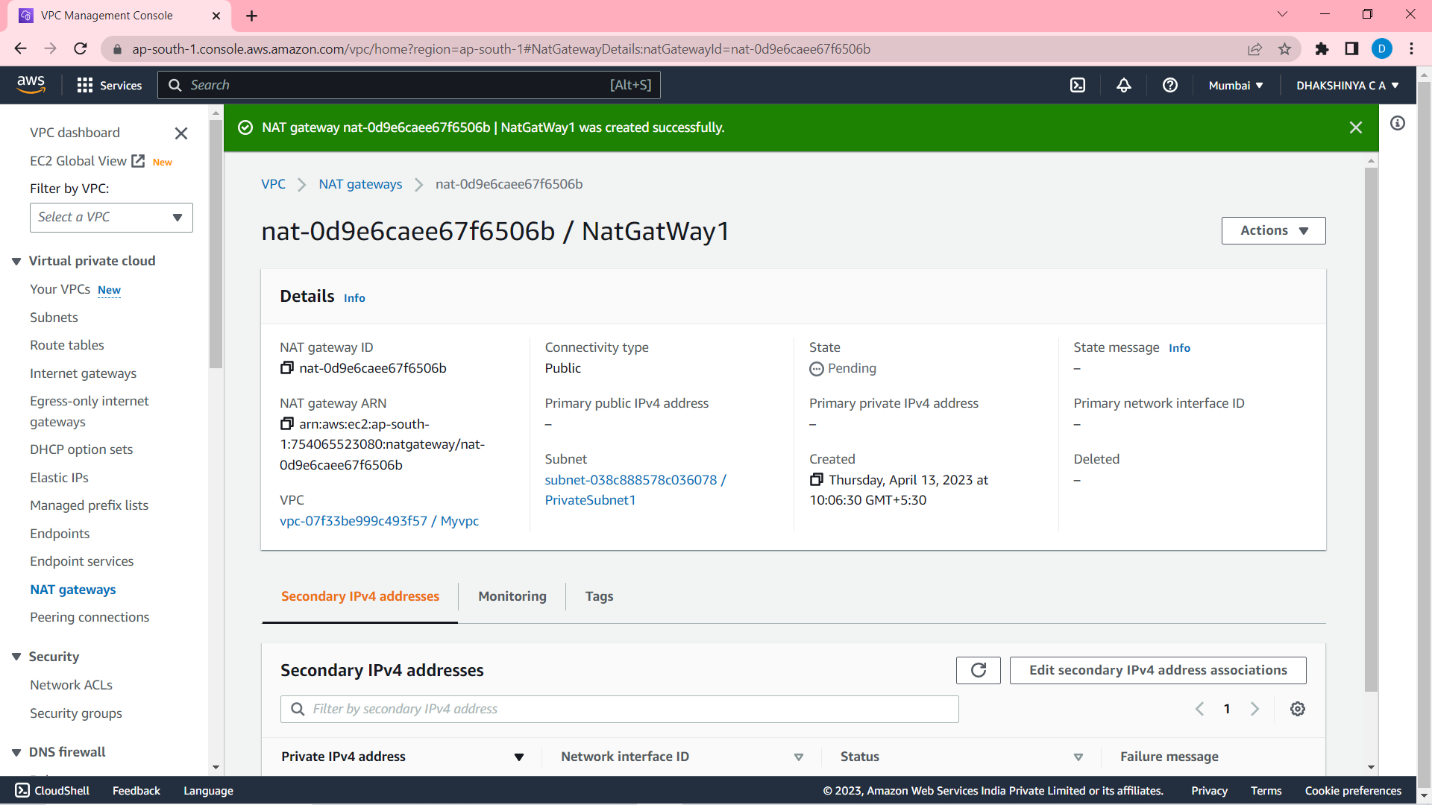 VPC Management Console
ap-south-1.console.aws.amazon.com/vpc/home?region=ap-south-1#NatGatewayDetails:natGatewayId=nat-0d9e6caee67f6506b
D
aws
Services
Search
[Alt+S]
Mumbai
DHAKSHINYA C A
VPC dashboard
EC2 Global View New
Filter by VPC:
Select a VPC
Virtual private cloud
Your VPCs New
Subnets
Route tables
Internet gateways
Egress-only internet
gateways
DHCP option sets
Elastic IPs
Managed prefix lists
Endpoints
Endpoint services
NAT gateways
Peering connections
Security
Network ACLs
Security groups
DNS firewall
NAT gateway nat-0d9e6caee67f6506b | NatGatWay1 was created successfully.
VPC
NAT gateways
nat-0d9e6caee67f6506b
nat-0d9e6caee67f6506b / NatGatWay1
Actions
Details Info
NAT gateway ID
nat-0d9e6caee67f6506b
NAT gateway ARN
arn:aws:ec2:ap-south-
1:754065523080:natgateway/nat-
0d9e6caee67f6506b
VPC
vpc-07f33be999c493f57 / Myvpc
Connectivity type
Public
Primary public IPv4 address
–
Subnet
subnet-038c888578c036078 /
PrivateSubnet1
State
Pending
Primary private IPv4 address
–
Created
Thursday, April 13, 2023 at
10:06:30 GMT+5:30
State message Info
–
Primary network interface ID
–
Deleted
–
Secondary IPv4 addresses
Monitoring
Tags
Secondary IPv4 addresses
Edit secondary IPv4 address associations
Filter by secondary IPv4 address
1
Private IPv4 address
Network interface ID
Status
Failure message
CloudShell
Feedback
Language
© 2023, Amazon Web Services India Private Limited or its affiliates.
Privacy
Terms
Cookie preferences